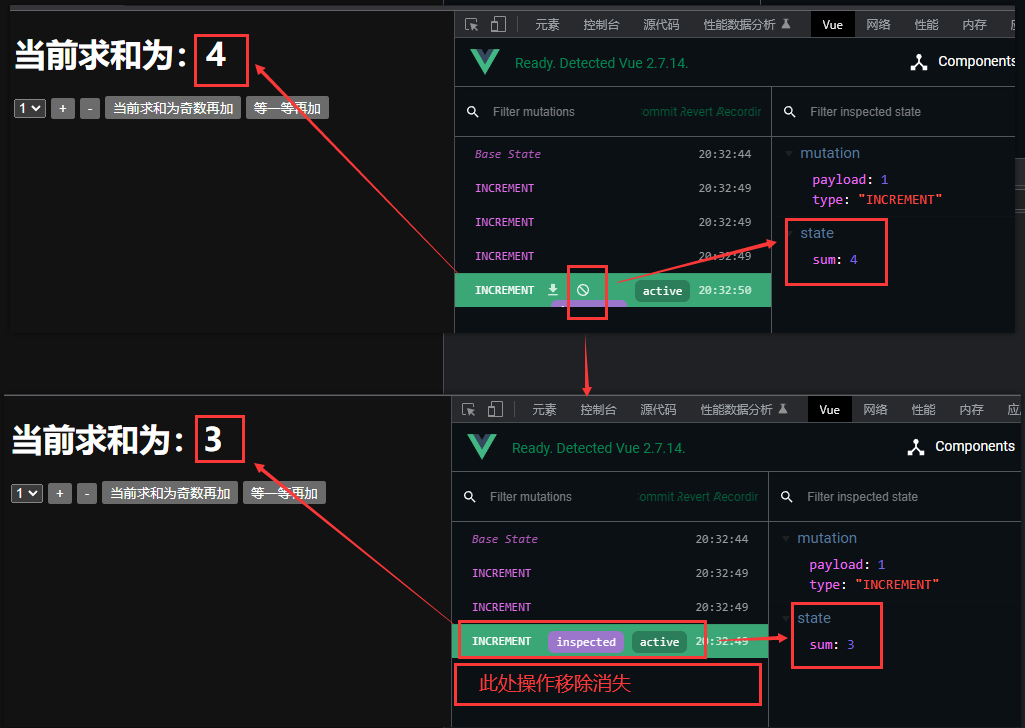 当前求和为：4
1 + - 当前求和为奇数再加 等一等再加
元素 控制台 源代码 性能数据分析 Vue 网络 性能 内存
Ready. Detected Vue 2.7.14. Components
Filter mutations ommit Revert Recordin Filter inspected state
Base State 20:32:44
INCREMENT 20:32:49
INCREMENT 20:32:49
INCREMENT 20:32:49
INCREMENT active 20:32:50
mutation
payload: 1
type: "INCREMENT"
state
sum: 4
当前求和为：3
1 + - 当前求和为奇数再加 等一等再加
元素 控制台 源代码 性能数据分析 Vue 网络 性能 内存 应
Ready. Detected Vue 2.7.14. Components
Filter mutations ommit Revert Recordin Filter inspected state
Base State 20:32:44
INCREMENT 20:32:49
INCREMENT 20:32:49
INCREMENT inspected active 20:32:49
此处操作移除消失
mutation
payload: 1
type: "INCREMENT"
state
sum: 3